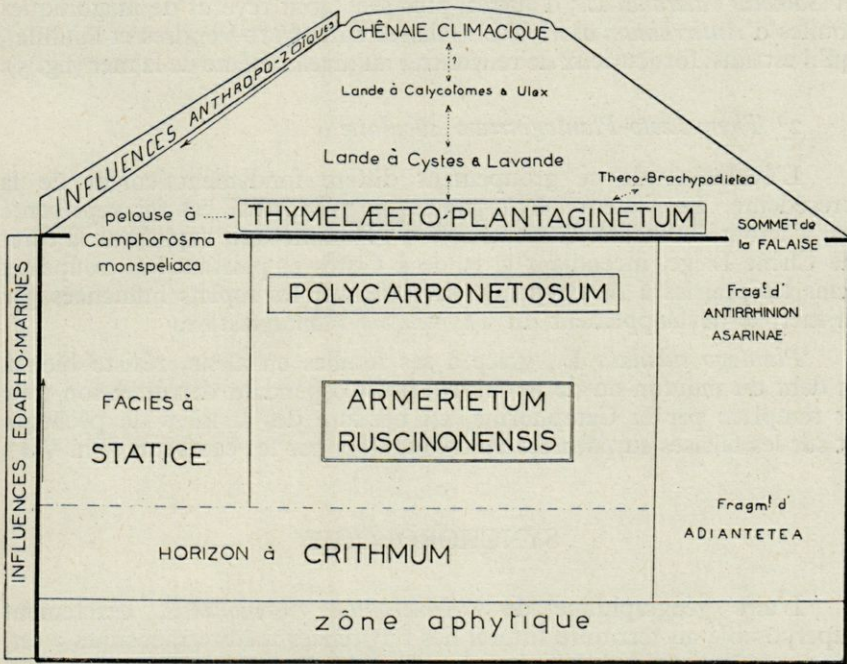 CHÊNAIE CLIMACIQUE
?
Lande à Calycotomes & Ulex
Lande à Cystes & Lavande
Thero-Brachypodietea
INFLUENCES ANTHROPO-ZOÏQUES
pelouse à
Camphorosma
monspeliaca
THYMELÆETO-PLANTAGINETUM
SOMMET de
la FALAISE
POLYCARPONETOSUM
Fragt d'
ANTIRRHINION
ASARINAE
INFLUENCES EDAPHO-MARINES
FACIES à
STATICE
ARMERIETUM
RUSCINONENSIS
Fragmt d'
ADIANTETEA
HORIZON à CRITHMUM
zône aphytique